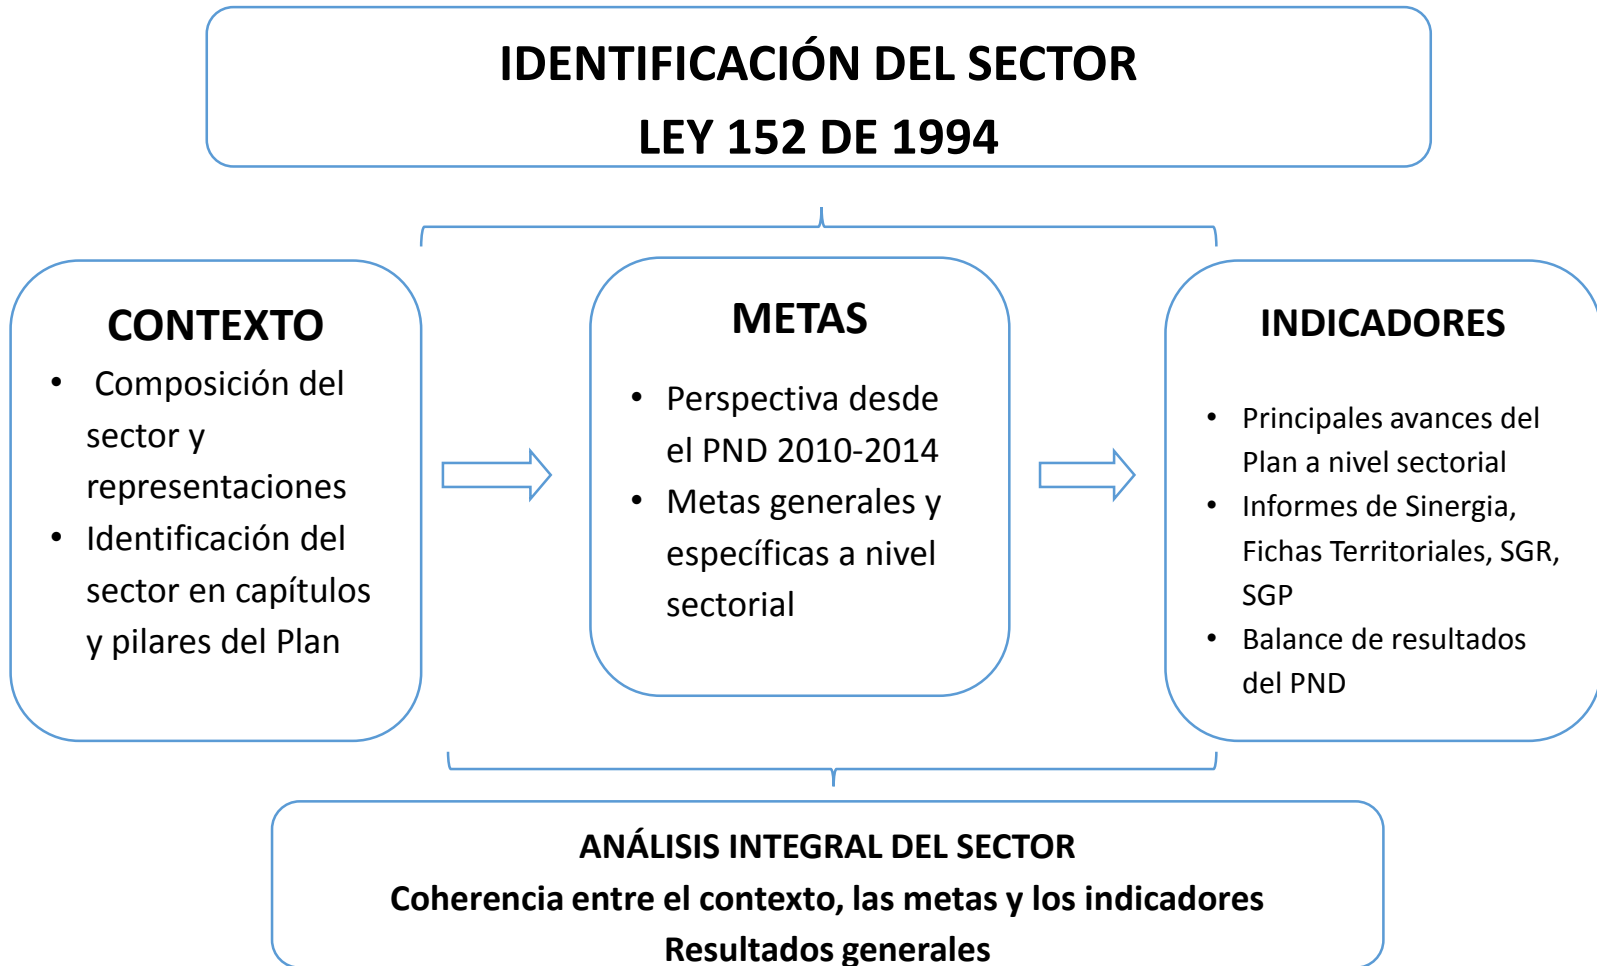 IDENTIFICACIÓN DEL SECTOR
LEY 152 DE 1994
CONTEXTO
• Composición del
sector y
representaciones
• Identificación del
sector en capítulos
y pilares del Plan
METAS
• Perspectiva desde
el PND 2010-2014
• Metas generales y
específicas a nivel
sectorial
INDICADORES
• Principales avances del
Plan a nivel sectorial
• Informes de Sinergia,
Fichas Territoriales, SGR,
SGP
• Balance de resultados
del PND
ANÁLISIS INTEGRAL DEL SECTOR
Coherencia entre el contexto, las metas y los indicadores
Resultados generales